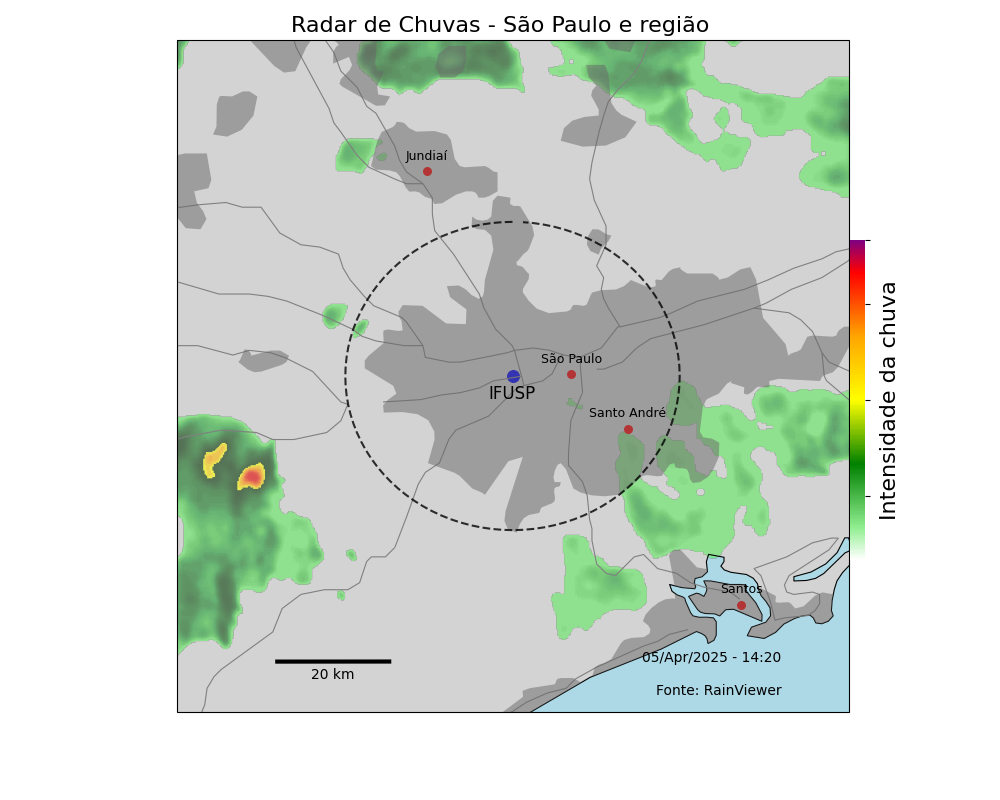 Radar de Chuvas - São Paulo e região
Jundiaí
São Paulo
IFUSP
Santo André
Intensidade da chuva
Santos
05/Apr/2025 - 14:20
20 km
Fonte: RainViewer